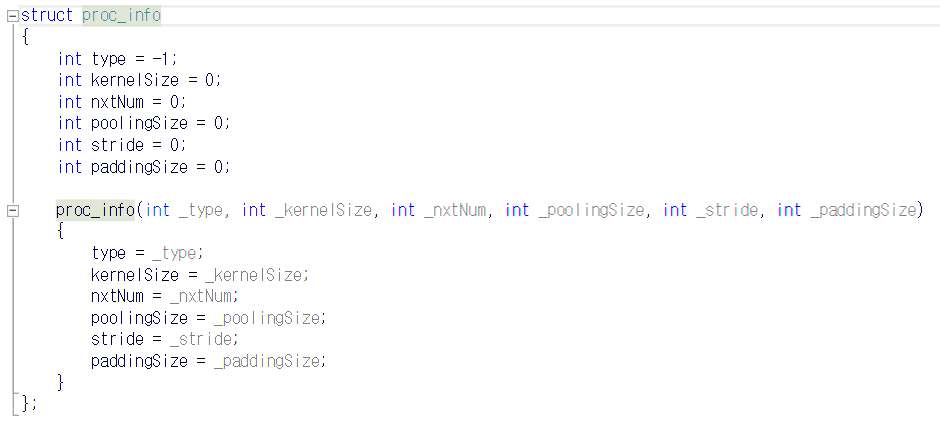 struct proc_info
{
int type = -1;
int kernelSize = 0;
int nxtNum = 0;
int poolingSize = 0;
int stride = 0;
int paddingSize = 0;
proc_info(int _type, int _kernelSize, int _nxtNum, int _poolingSize, int _stride, int _paddingSize)
{
type = _type;
kernelSize = _kernelSize;
nxtNum = _nxtNum;
poolingSize = _poolingSize;
stride = _stride;
paddingSize = _paddingSize;
}
};